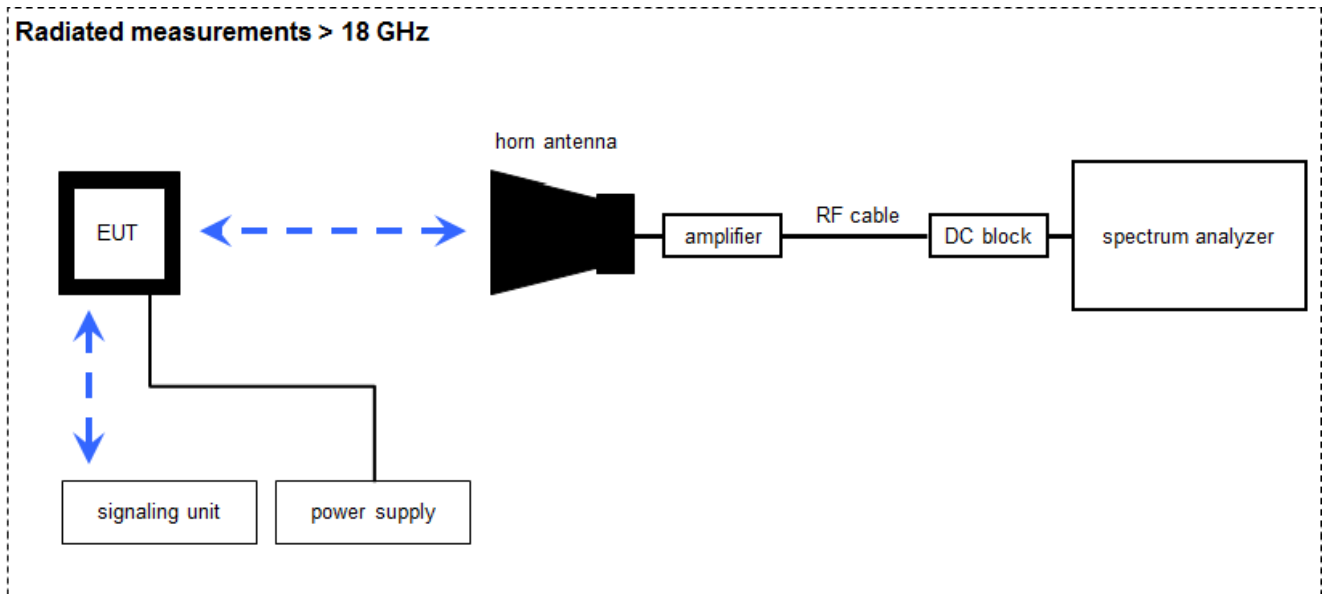 Radiated measurements > 18 GHz
horn antenna
EUT
amplifier
RF cable
DC block
spectrum analyzer
signaling unit
power supply